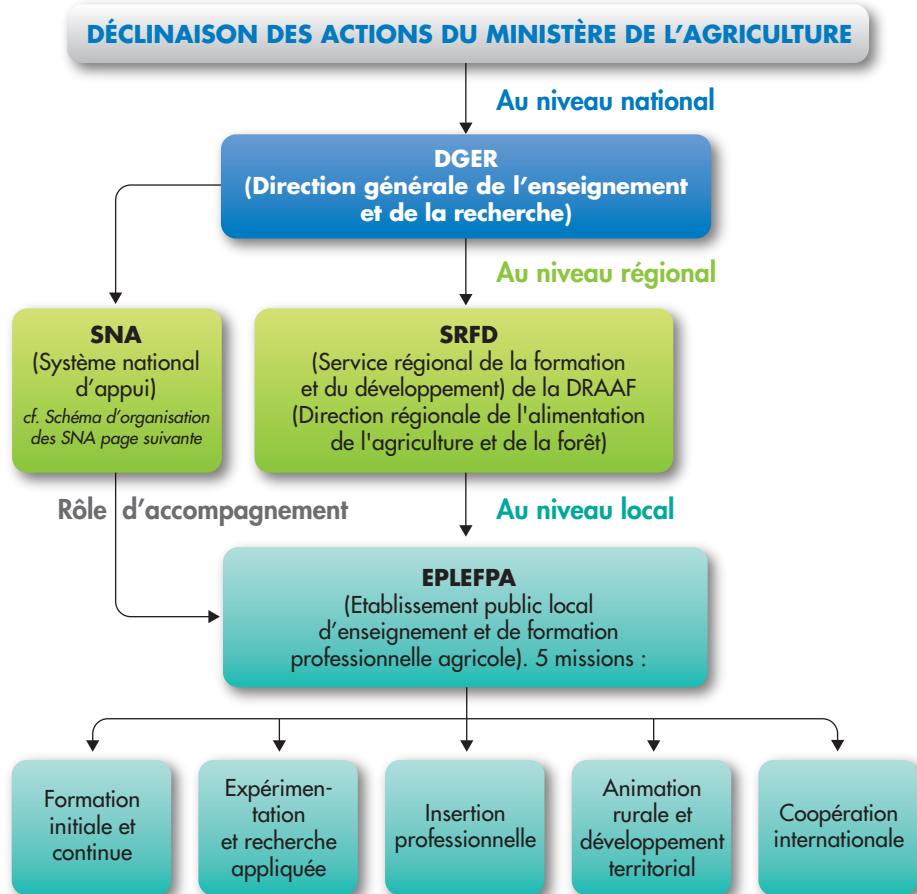 DÉCLINAISON DES ACTIONS DU MINISTÈRE DE L’AGRICULTURE
Au niveau national
DGER
(Direction générale de l’enseignement
et de la recherche)
Au niveau régional
SNA
(Système national
d’appui)
cf. Schéma d’organisation
des SNA page suivante
SRFD
(Service régional de la formation
et du développement) de la DRAAF
(Direction régionale de l'alimentation
de l'agriculture et de la forêt)
Rôle d’accompagnement
Au niveau local
EPLEFPA
(Etablissement public local
d’enseignement et de formation
professionnelle agricole). 5 missions :
Formation
initiale et
continue
Expérimen-
tation
et recherche
appliquée
Insertion
professionnelle
Animation
rurale et
développement
territorial
Coopération
internationale